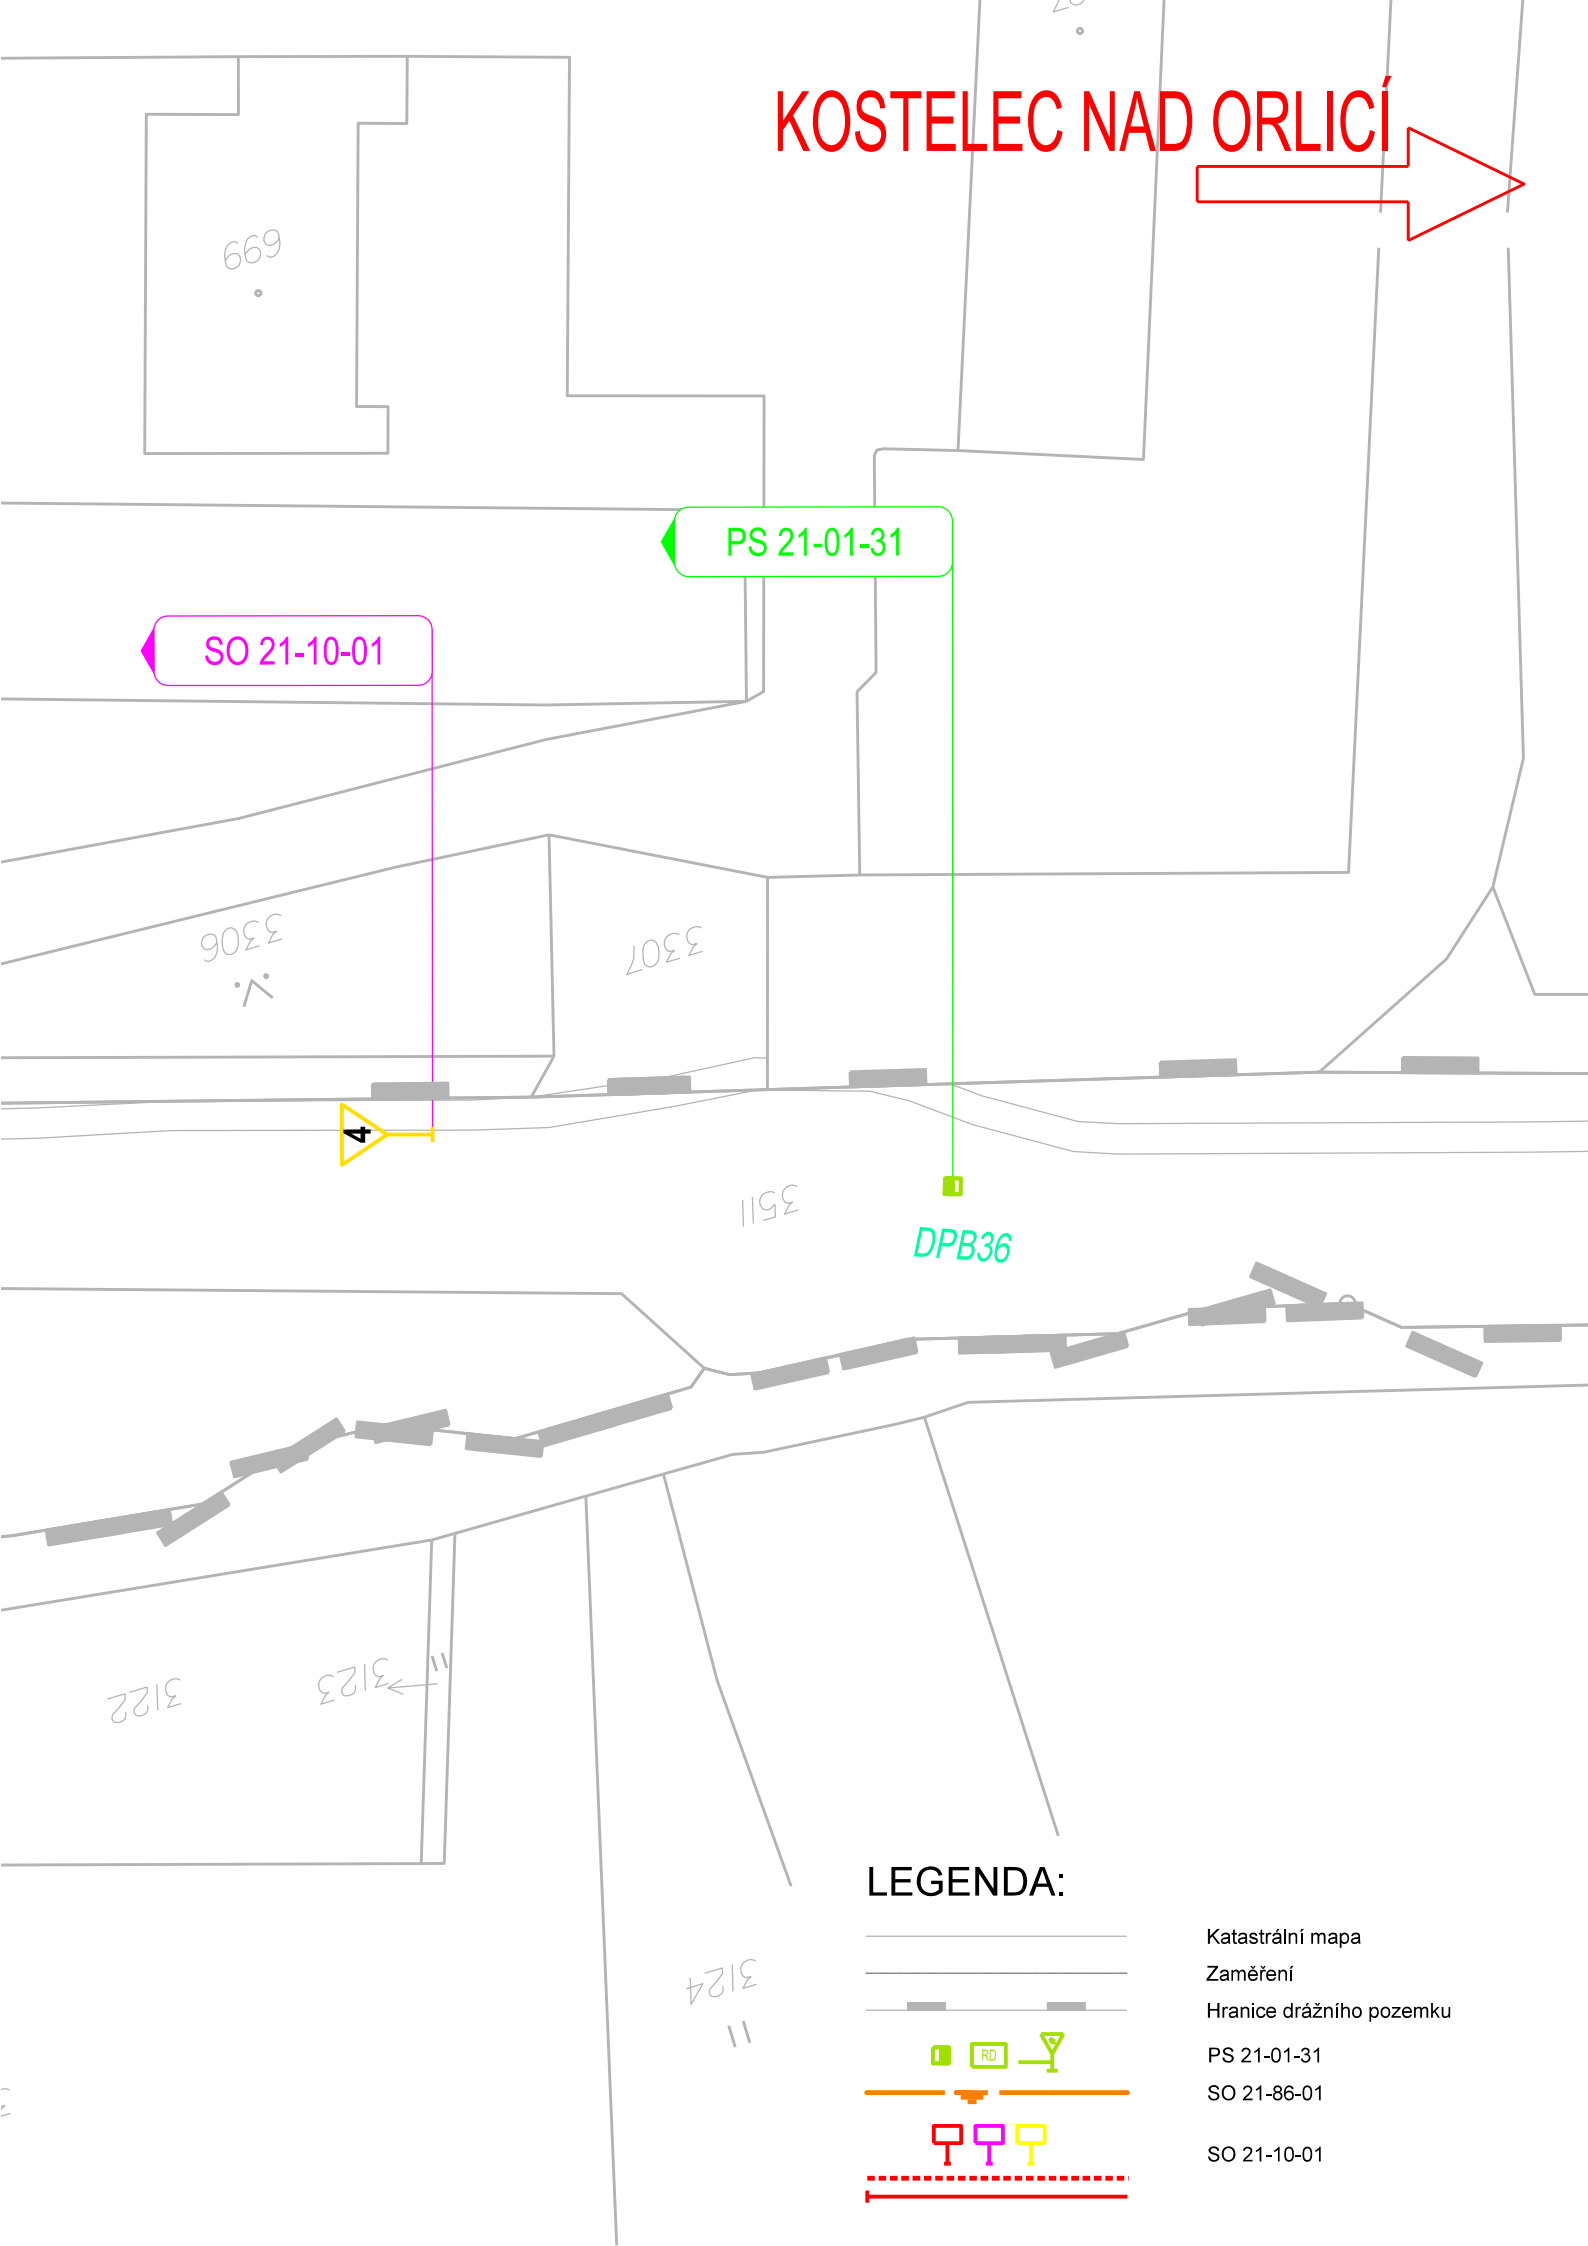 KOSTELEC NAD ORLICÍ
699
PS 21-01-31
SO 21-10-01
3306
3307
4
3511
DPB36
3122
3123
3124
LEGENDA:
Katastrální mapa
Zaměření
Hranice drážního pozemku
RD
PS 21-01-31
SO 21-86-01
SO 21-10-01